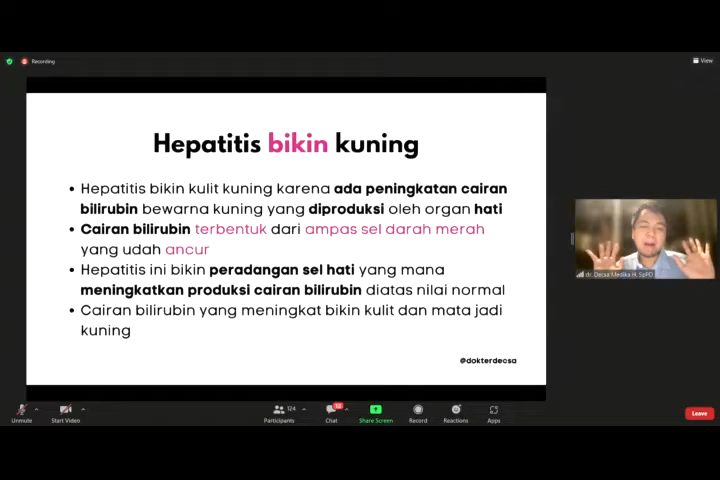 Recording
View
Hepatitis bikin kuning
• Hepatitis bikin kulit kuning karena ada peningkatan cairan
bilirubin bewarna kuning yang diproduksi oleh organ hati
• Cairan bilirubin terbentuk dari ampas sel darah merah
yang udah ancur
• Hepatitis ini bikin peradangan sel hati yang mana
meningkatkan produksi cairan bilirubin diatas nilai normal
• Cairan bilirubin yang meningkat bikin kulit dan mata jadi
kuning
@dokterdecsa
dr. Decsa Medika H, SpPD
124
12
Unmute
Start Video
Participants
Chat
Share Screen
Record
Reactions
Apps
Leave